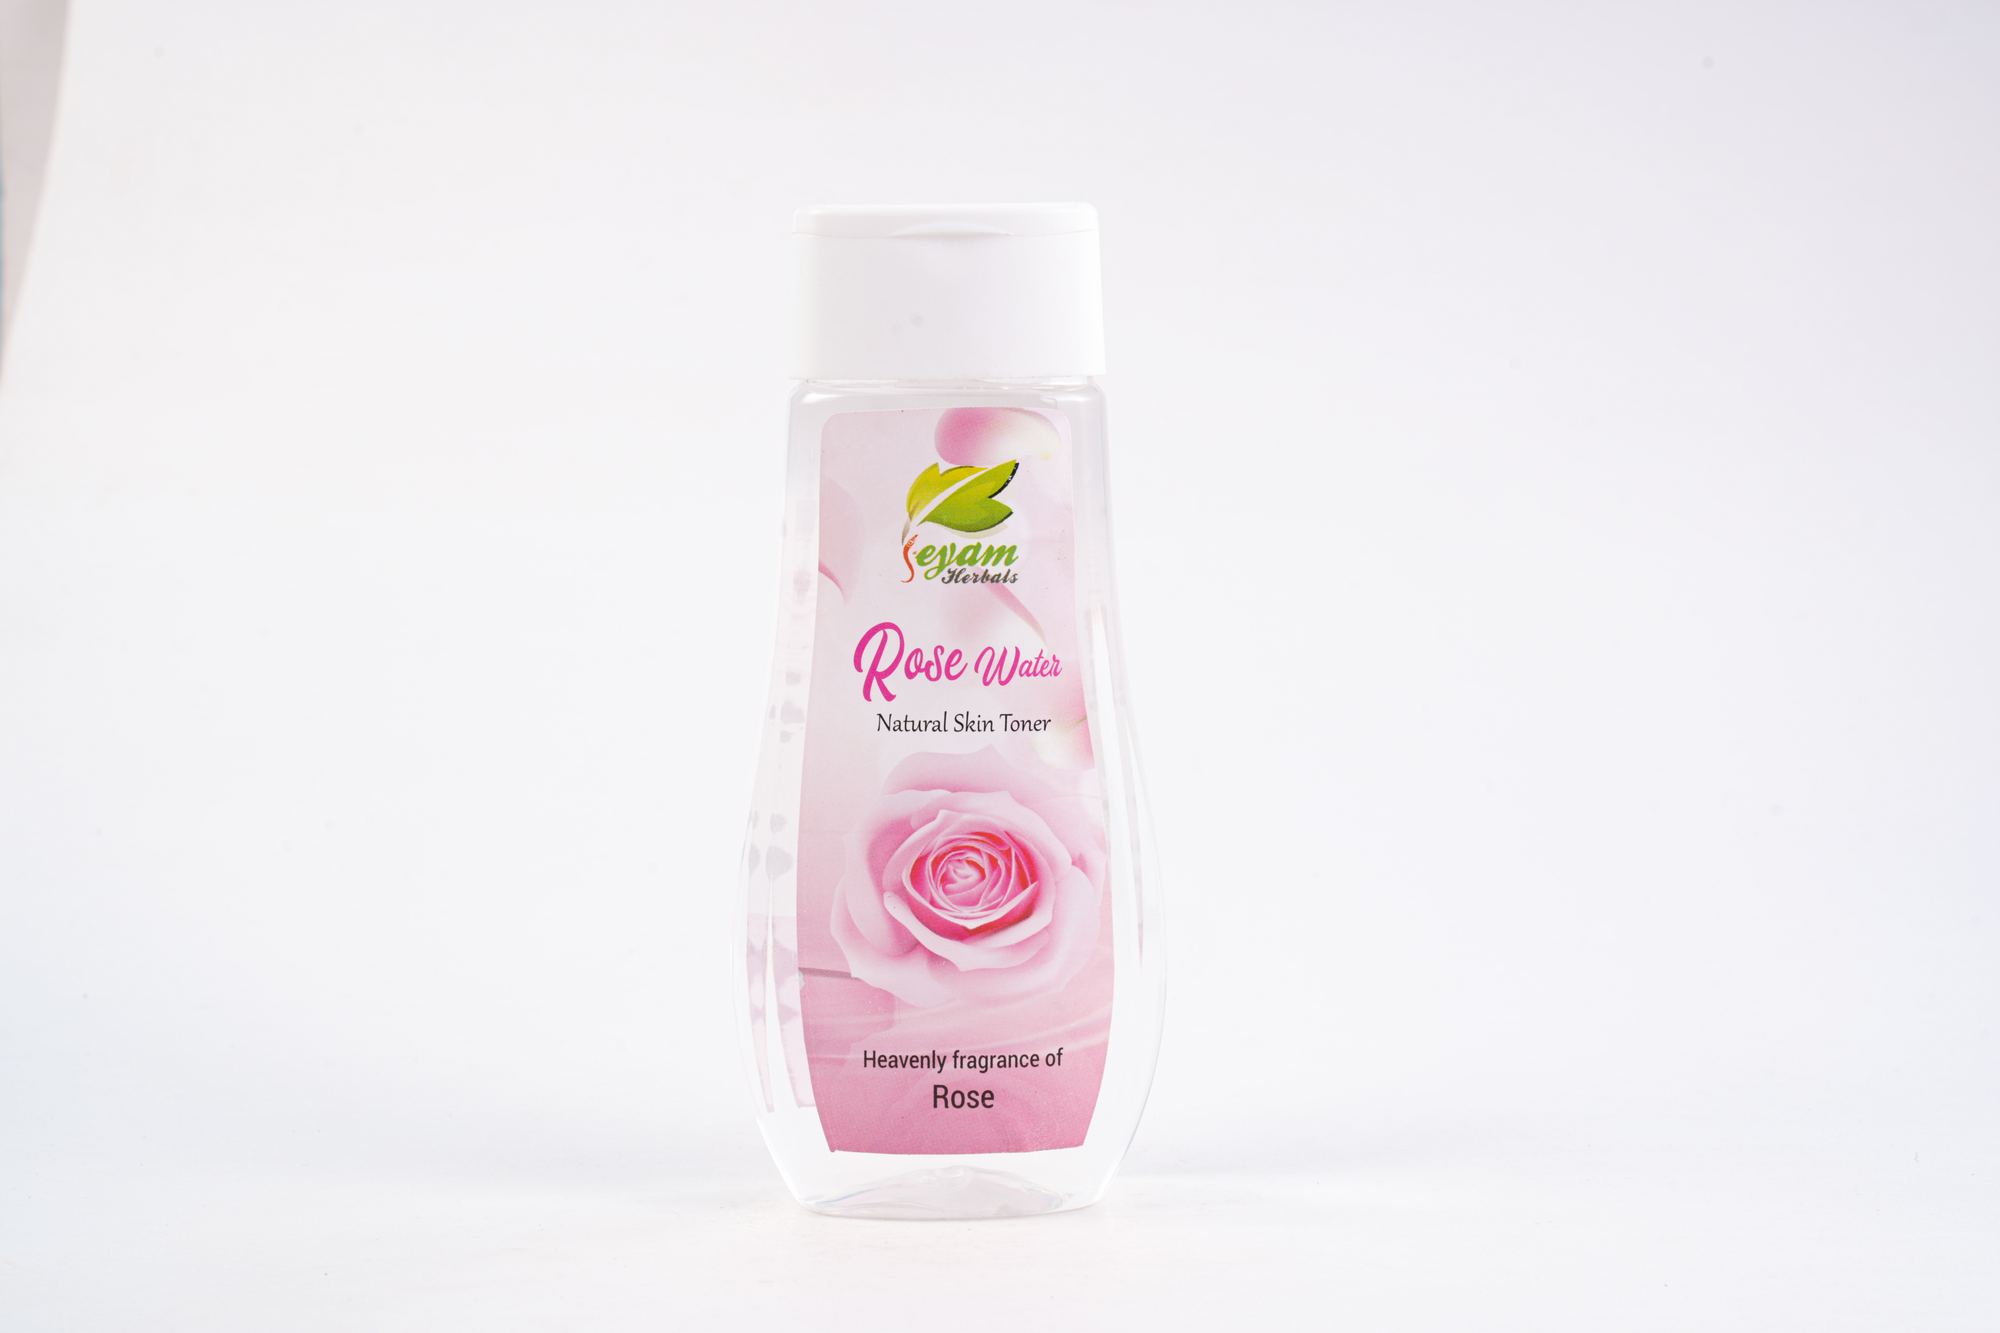 Seyam
Herbals
Rose Water
Natural Skin Toner
Heavenly fragrance of
Rose